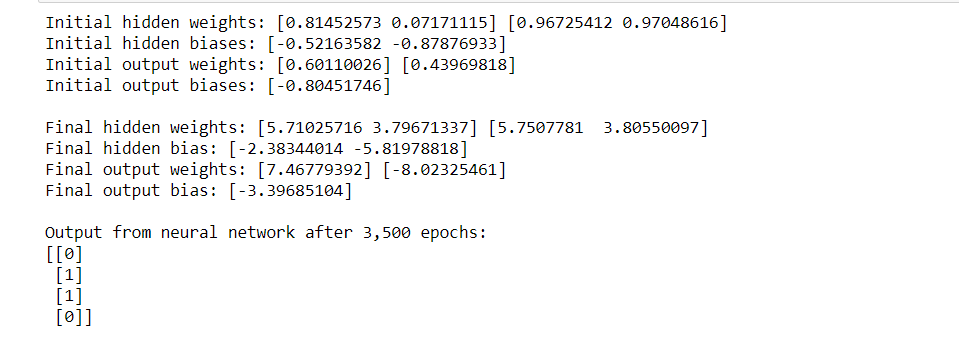 Initial hidden weights: [0.81452573 0.07171115] [0.96725412 0.97048616]
Initial hidden biases: [-0.52163582 -0.87876933]
Initial output weights: [0.60110026] [0.43969818]
Initial output biases: [-0.80451746]
Final hidden weights: [5.71025716 3.79671337] [5.7507781  3.80550097]
Final hidden bias: [-2.38344014 -5.81978818]
Final output weights: [7.46779392] [-8.02325461]
Final output bias: [-3.39685104]
Output from neural network after 3,500 epochs:
[[0]
[1]
[1]
[0]]